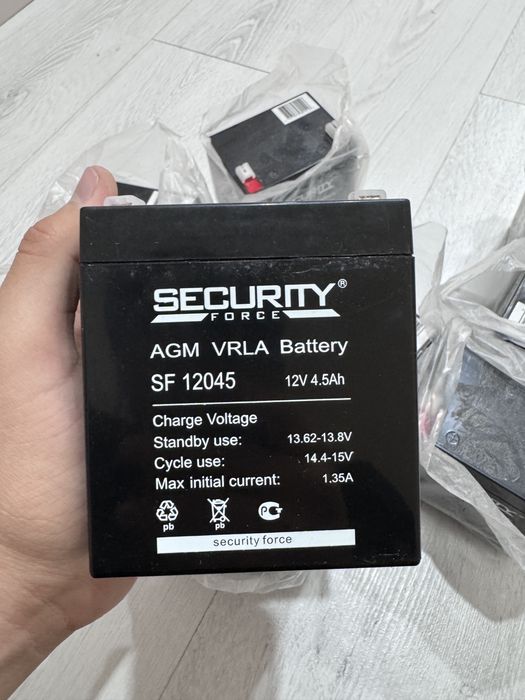 SECURITY®
FORCE
AGM VRLA Battery
SF 12045 12V 4.5Ah
Charge Voltage
Standby use: 13.62-13.8V
Cycle use: 14.4-15V
Max initial current: 1.35A
pb pb
security force